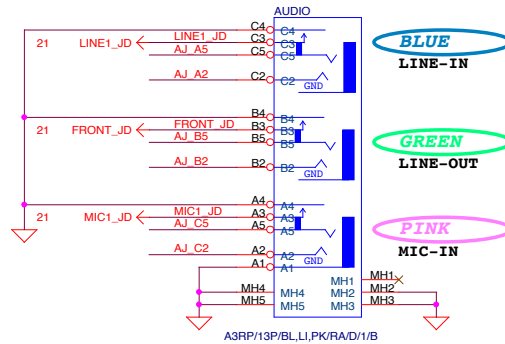 AUDIO
C4 C4
21 LINE1_JD LINE1_JD C3 C3 BLUE
AJ_A5 C5 C5 LINE-IN
AJ_A2 C2 C2 GND
B4 B4
21 FRONT_JD FRONT_JD B3 B3 GREEN
AJ_B5 B5 B5 LINE-OUT
AJ_B2 B2 B2 GND
A4 A4
21 MIC1_JD MIC1_JD A3 A3 PINK
AJ_C5 A5 A5 MIC-IN
AJ_C2 A2 A2 GND
A1 A1
MH1 MH1
MH4 MH4 MH2 MH2
MH5 MH5 MH3 MH3
A3RP/13P/BL,LI,PK/RA/D/1/B